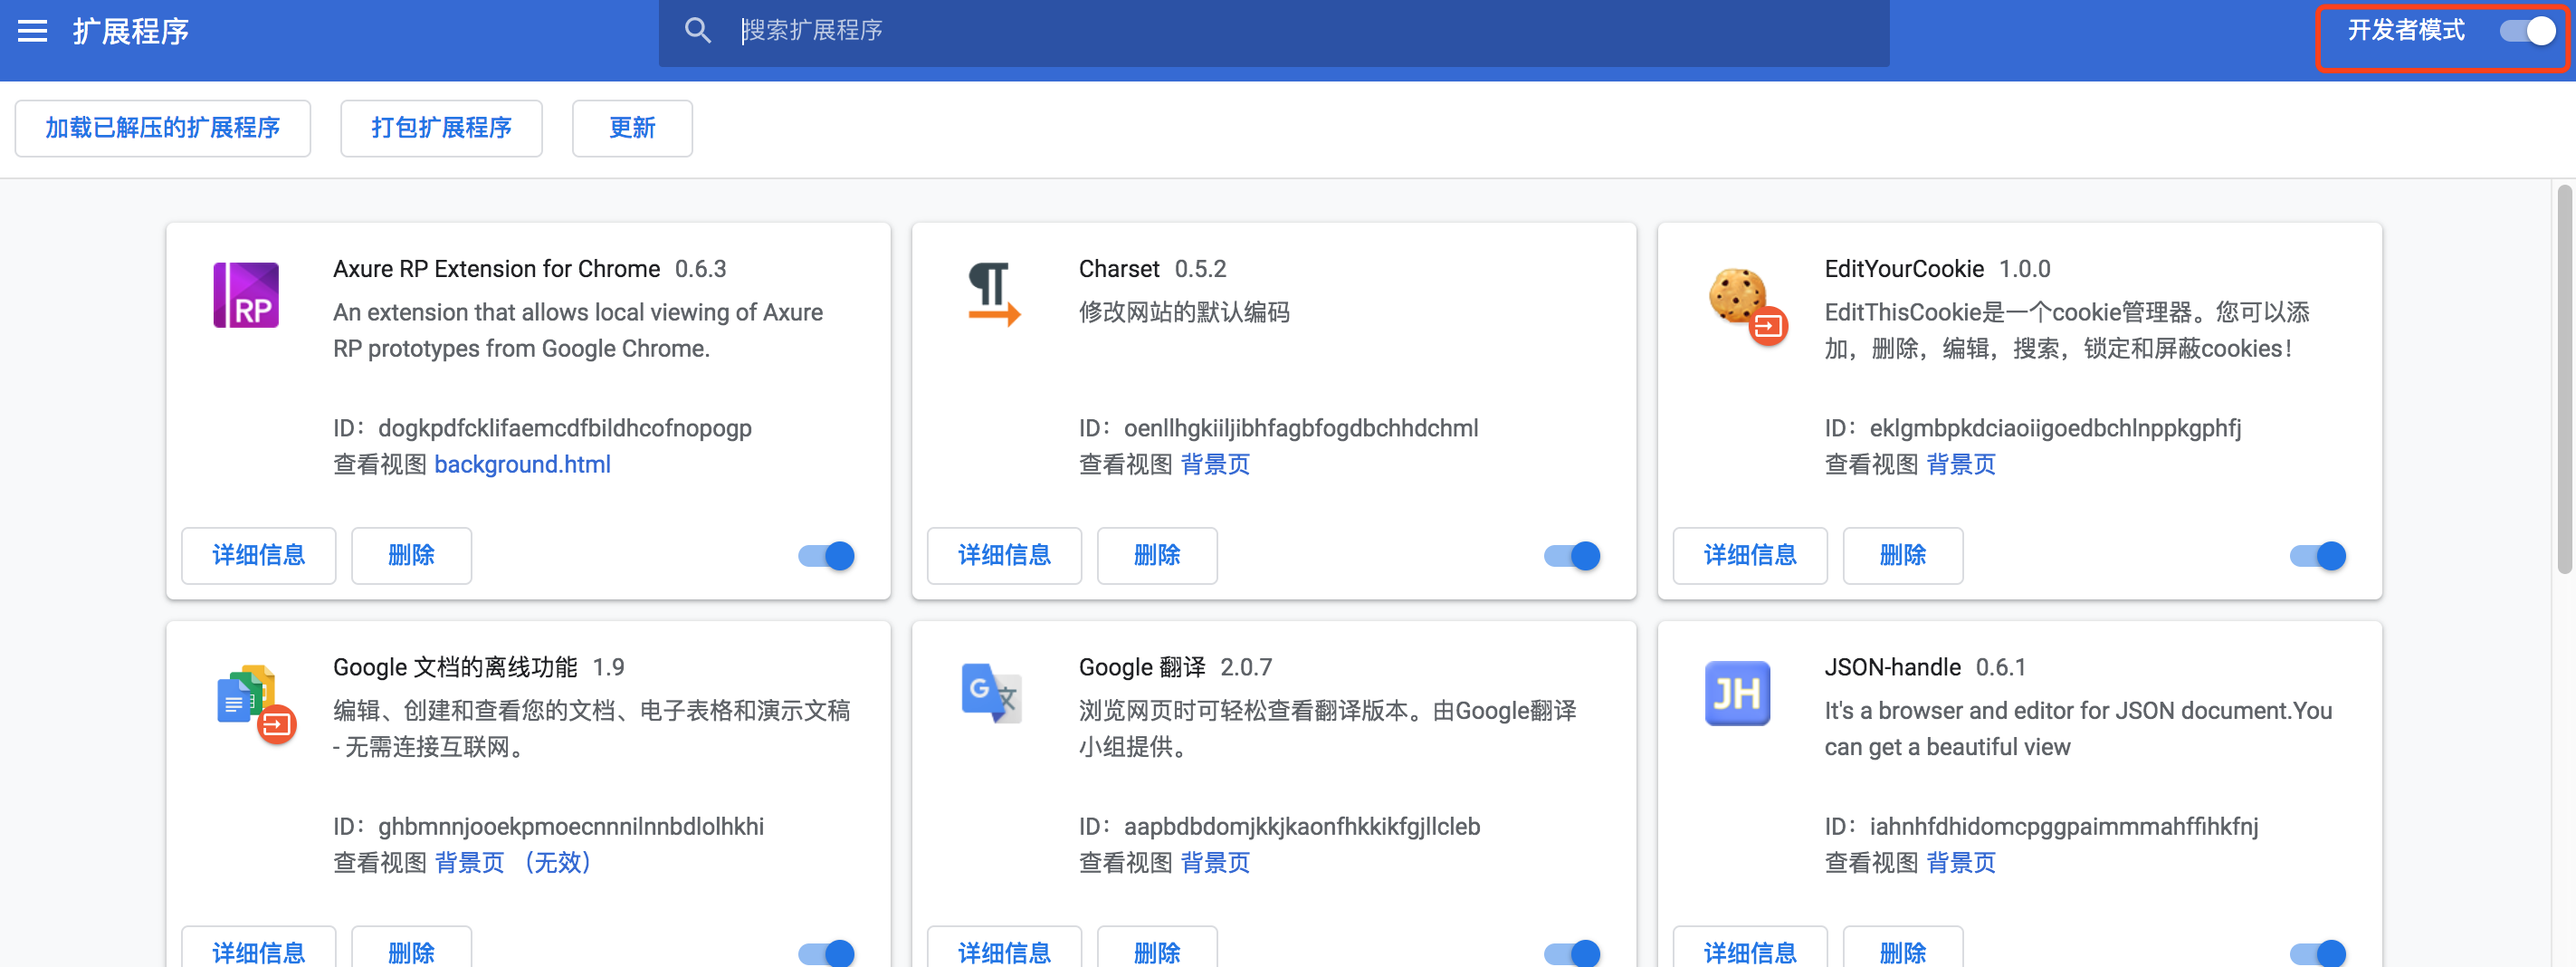 扩展程序
搜索扩展程序
开发者模式
加载已解压的扩展程序
打包扩展程序
更新
RP
Axure RP Extension for Chrome 0.6.3
An extension that allows local viewing of Axure
RP prototypes from Google Chrome.
ID：dogkpdfcklifaemcdfbildhcofnopogp
查看视图 background.html
详细信息
删除
Charset 0.5.2
修改网站的默认编码
ID：oenllhgkiiljibhfagbfogdbchhdchml
查看视图 背景页
详细信息
删除
EditYourCookie 1.0.0
EditThisCookie是一个cookie管理器。您可以添
加，删除，编辑，搜索，锁定和屏蔽cookies！
ID：eklgmbpkdciaoiigoedbchlnppkgphfj
查看视图 背景页
详细信息
删除
Google 文档的离线功能 1.9
编辑、创建和查看您的文档、电子表格和演示文稿
- 无需连接互联网。
ID：ghbmnnjooekpmoecnnnilnnbdlolhkhi
查看视图 背景页 （无效）
详细信息
删除
G 文
Google 翻译 2.0.7
浏览网页时可轻松查看翻译版本。由Google翻译
小组提供。
ID：aapbdbdomjkkjkaonfhkkikfgjllcleb
查看视图 背景页
详细信息
删除
JH
JSON-handle 0.6.1
It's a browser and editor for JSON document.You
can get a beautiful view
ID：iahnhfdhidomcpggpaimmmahffihkfnj
查看视图 背景页
详细信息
删除